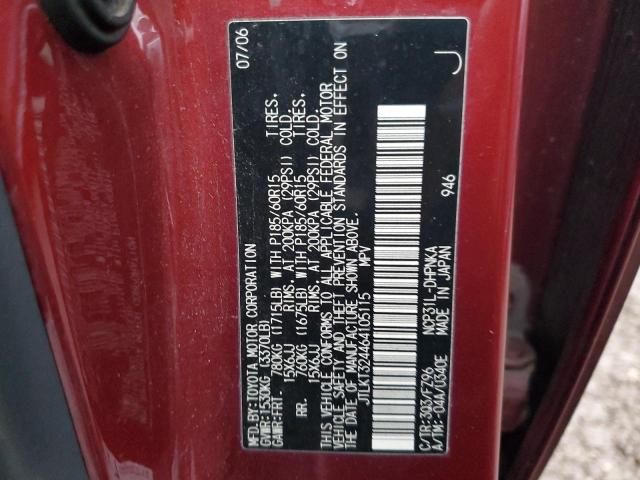 MFD.BY:TOYOTA MOTOR CORPORATION 07/06
GVWR:1530KG (3370LB)
GAWR:FRT. 780KG (1715LB) WITH P185/60R15 TIRES.
15X6JJ RIMS. AT 200KPA (29PSI) COLD.
RR. 760KG (1675LB) WITH P185/60R15 TIRES.
15X6JJ RIMS. AT 200KPA (29PSI) COLD.
THIS VEHICLE CONFORMS TO ALL APPLICABLE FEDERAL MOTOR
VEHICLE SAFETY AND THEFT PREVENTION STANDARDS IN EFFECT ON
THE DATE OF MANUFACTURE SHOWN ABOVE.
JTLKT324464105115 MPV
J
946
C/TR:3Q3/FZ96 NCP31L-DHPNKA
A/TM:-04A/U340E MADE IN JAPAN